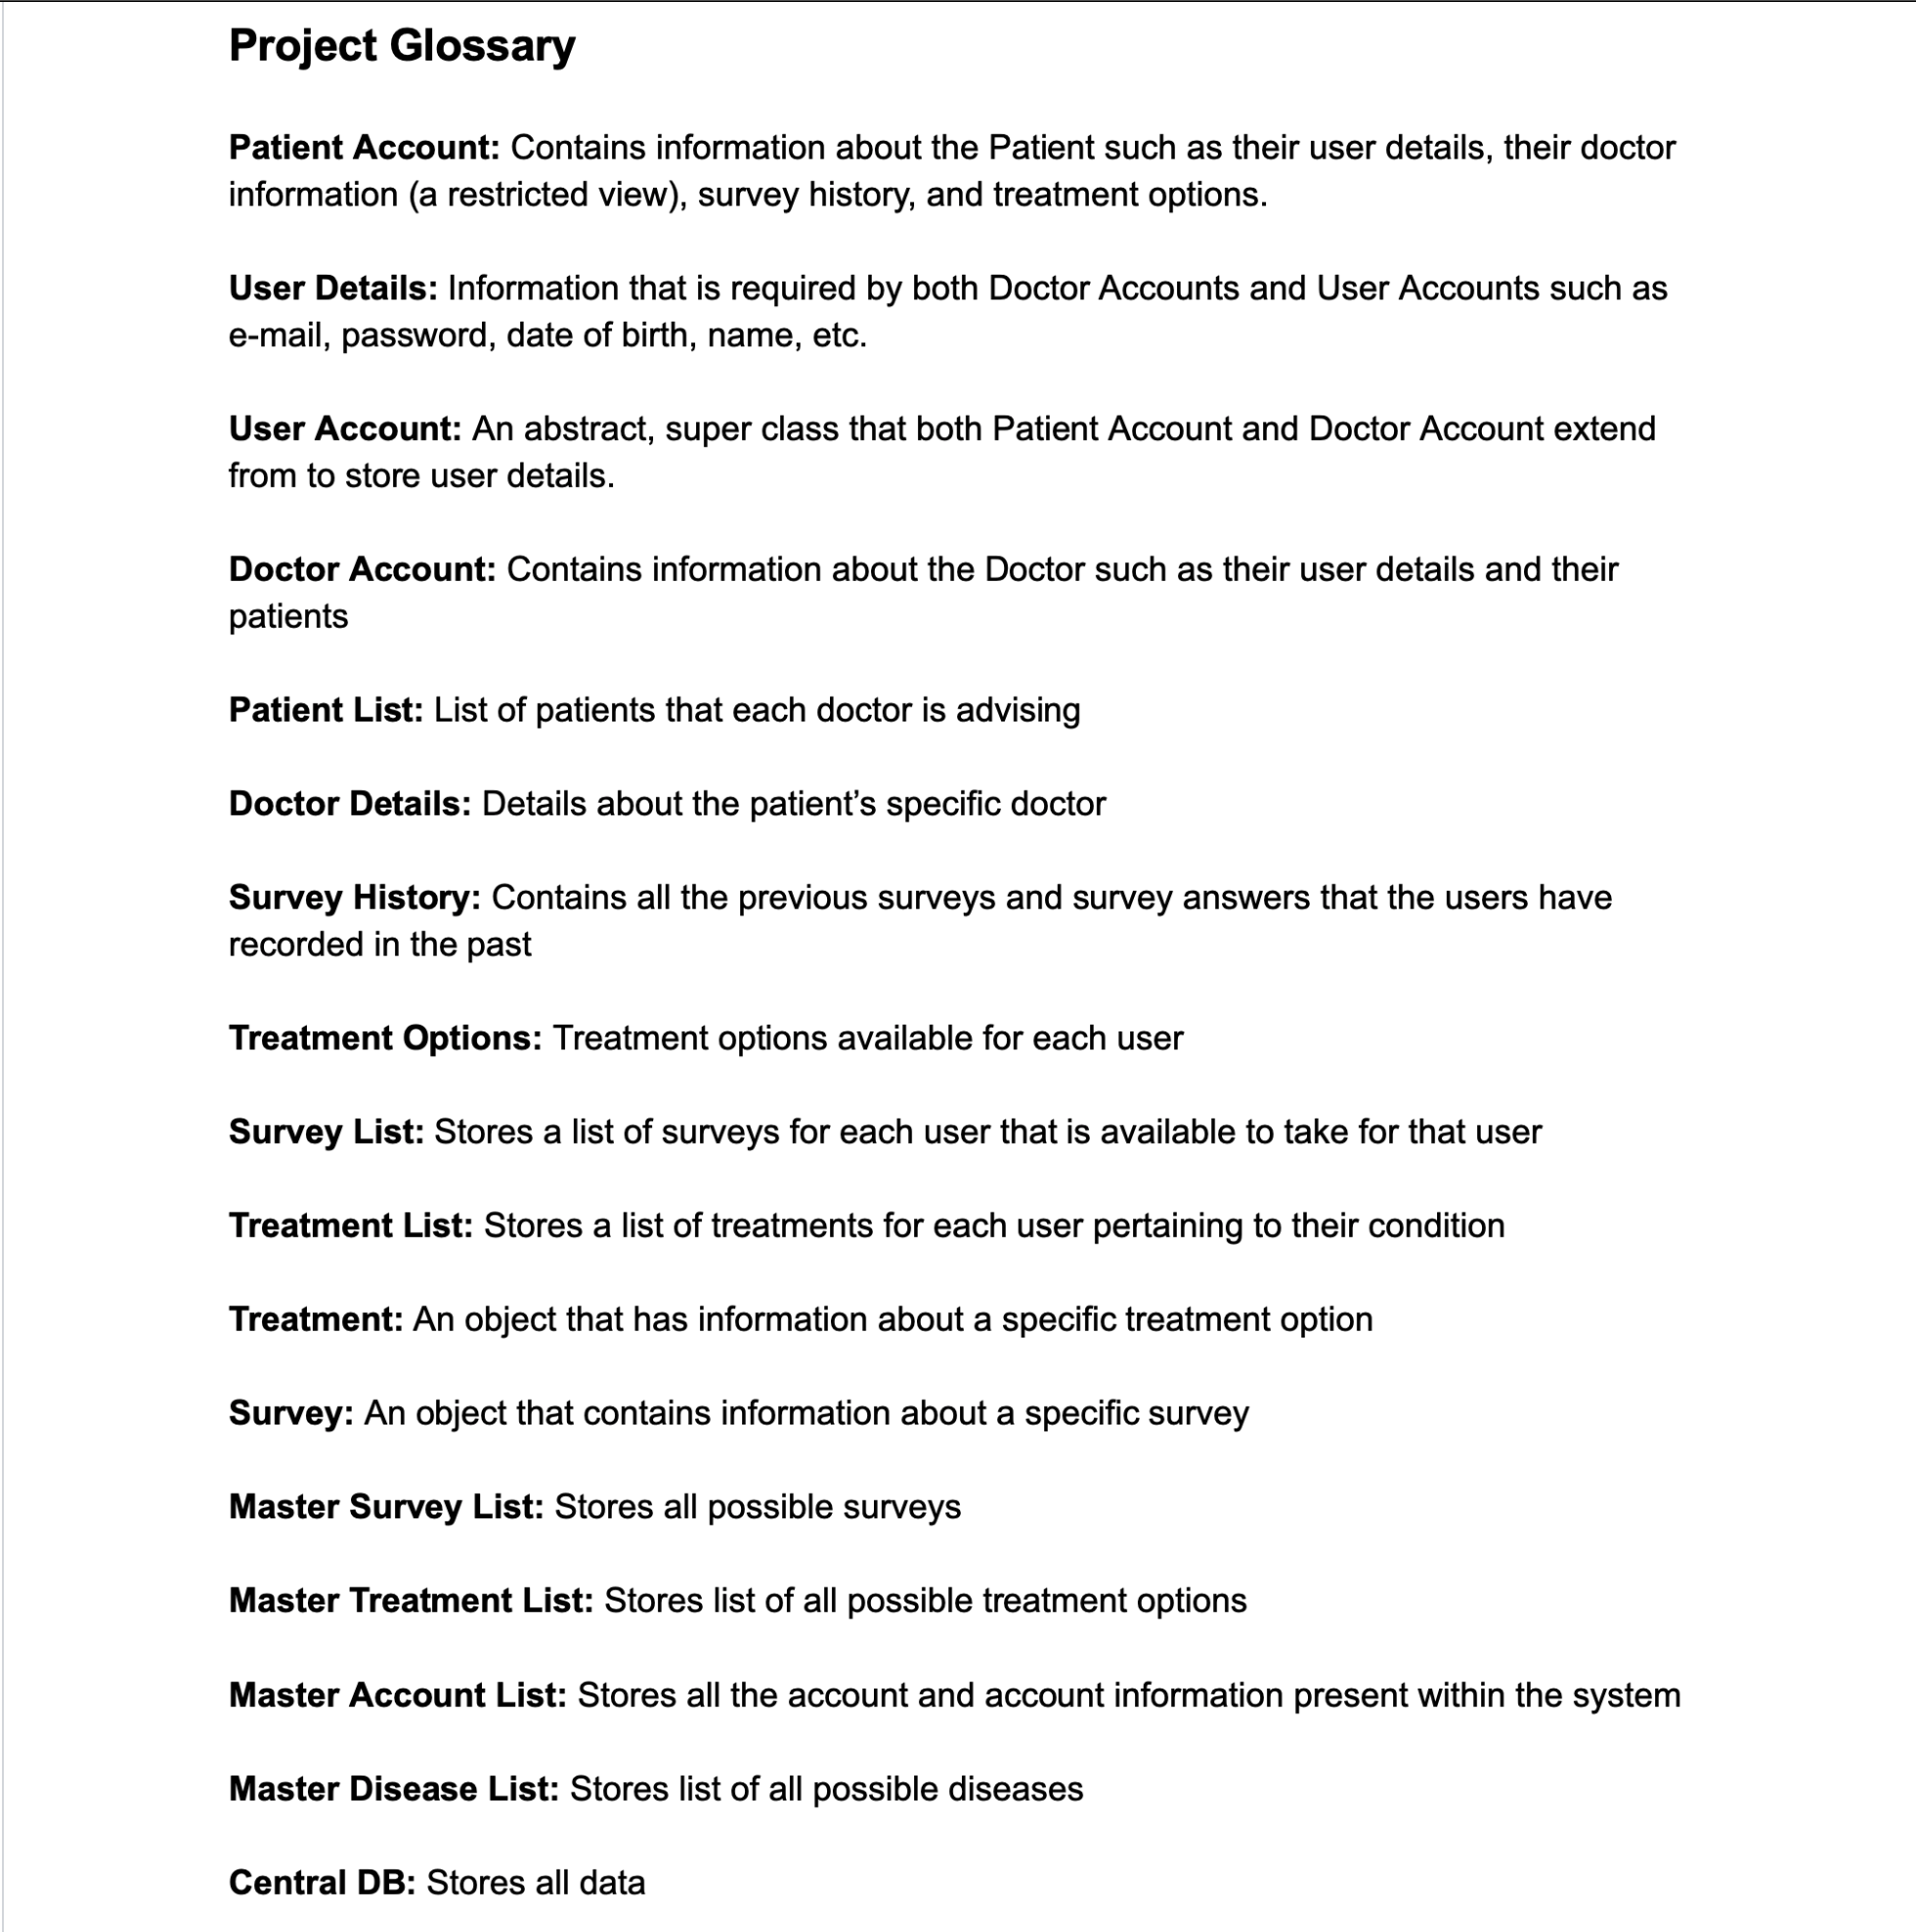 Project Glossary
Patient Account: Contains information about the Patient such as their user details, their doctor
information (a restricted view), survey history, and treatment options.
User Details: Information that is required by both Doctor Accounts and User Accounts such as
e-mail, password, date of birth, name, etc.
User Account: An abstract, super class that both Patient Account and Doctor Account extend
from to store user details.
Doctor Account: Contains information about the Doctor such as their user details and their
patients
Patient List: List of patients that each doctor is advising
Doctor Details: Details about the patient’s specific doctor
Survey History: Contains all the previous surveys and survey answers that the users have
recorded in the past
Treatment Options: Treatment options available for each user
Survey List: Stores a list of surveys for each user that is available to take for that user
Treatment List: Stores a list of treatments for each user pertaining to their condition
Treatment: An object that has information about a specific treatment option
Survey: An object that contains information about a specific survey
Master Survey List: Stores all possible surveys
Master Treatment List: Stores list of all possible treatment options
Master Account List: Stores all the account and account information present within the system
Master Disease List: Stores list of all possible diseases
Central DB: Stores all data